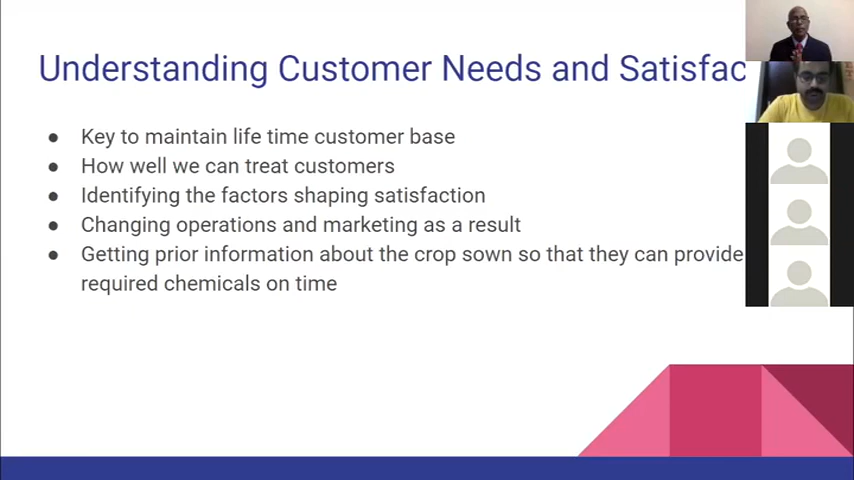 Understanding Customer Needs and Satisfac
● Key to maintain life time customer base
● How well we can treat customers
● Identifying the factors shaping satisfaction
● Changing operations and marketing as a result
● Getting prior information about the crop sown so that they can provide
required chemicals on time